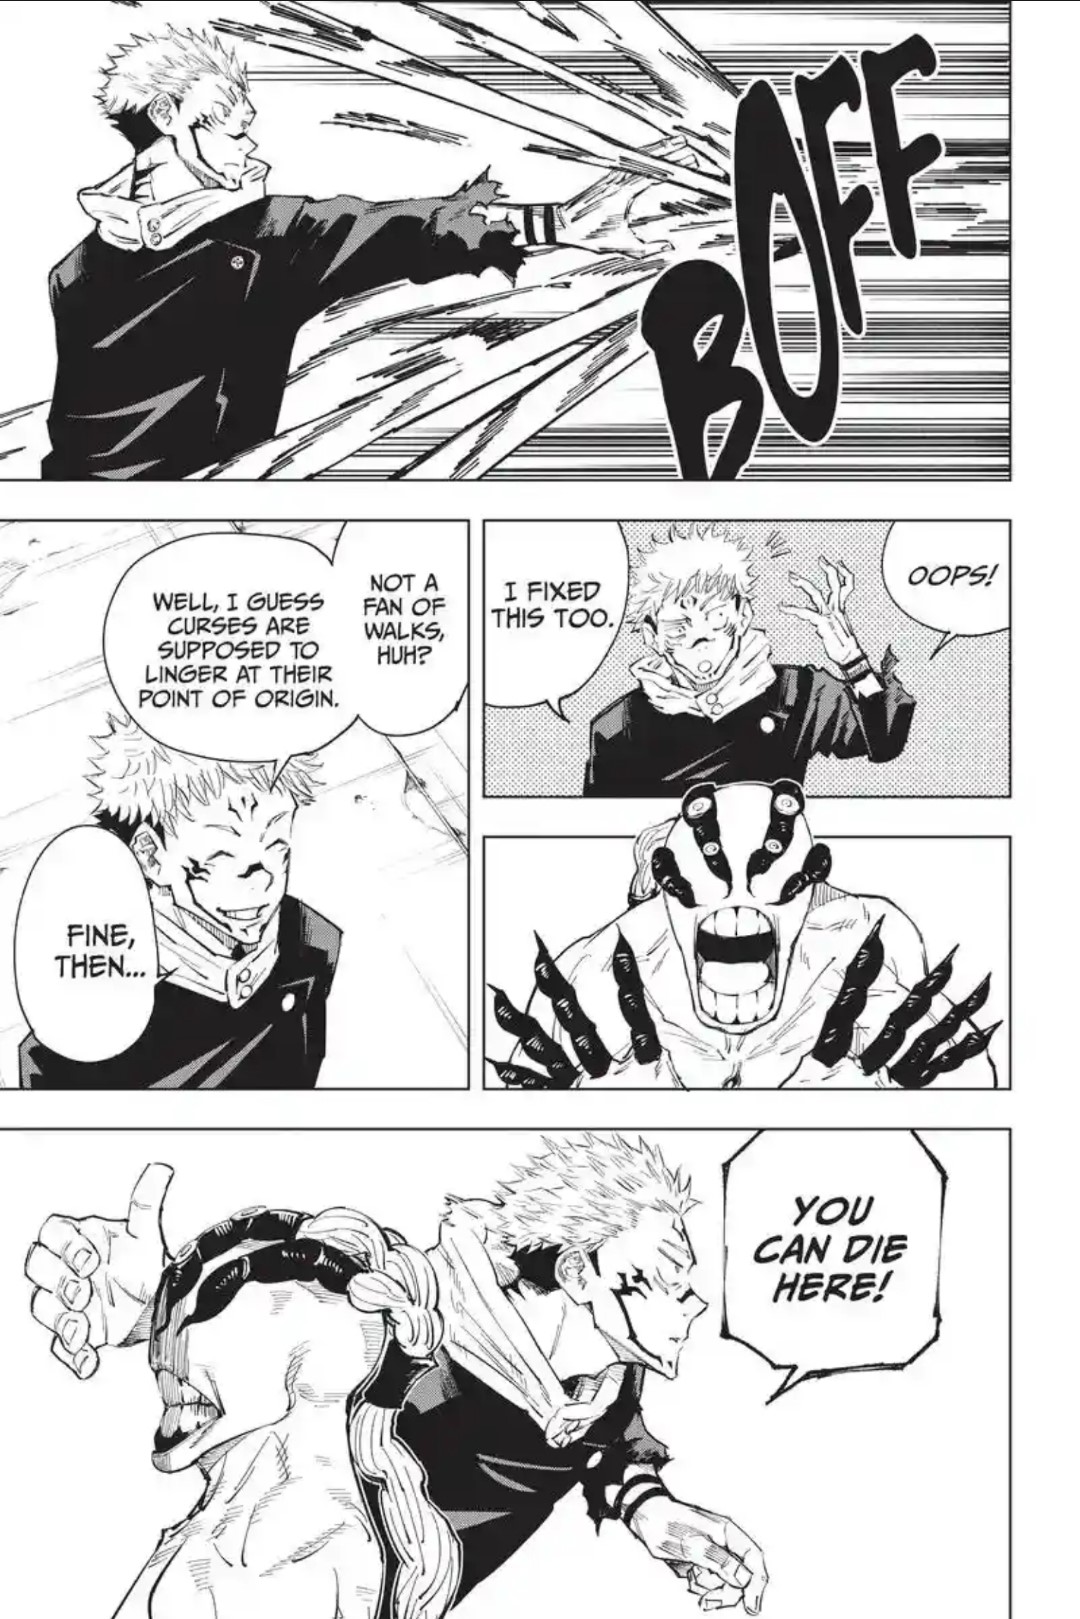 BOFF
OOPS!
I FIXED
THIS TOO.
NOT A
FAN OF
WALKS,
HUH?
WELL, I GUESS
CURSES ARE
SUPPOSED TO
LINGER AT THEIR
POINT OF ORIGIN.
FINE,
THEN...
YOU
CAN DIE
HERE!